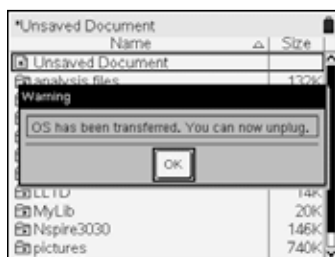 *Unsaved Document
Name Size
Unsaved Document
analysis files 132K
Warning
OS has been transferred. You can now unplug.
OK
LLTD 14K
MyLib 20K
Nspire3030 146K
pictures 740K